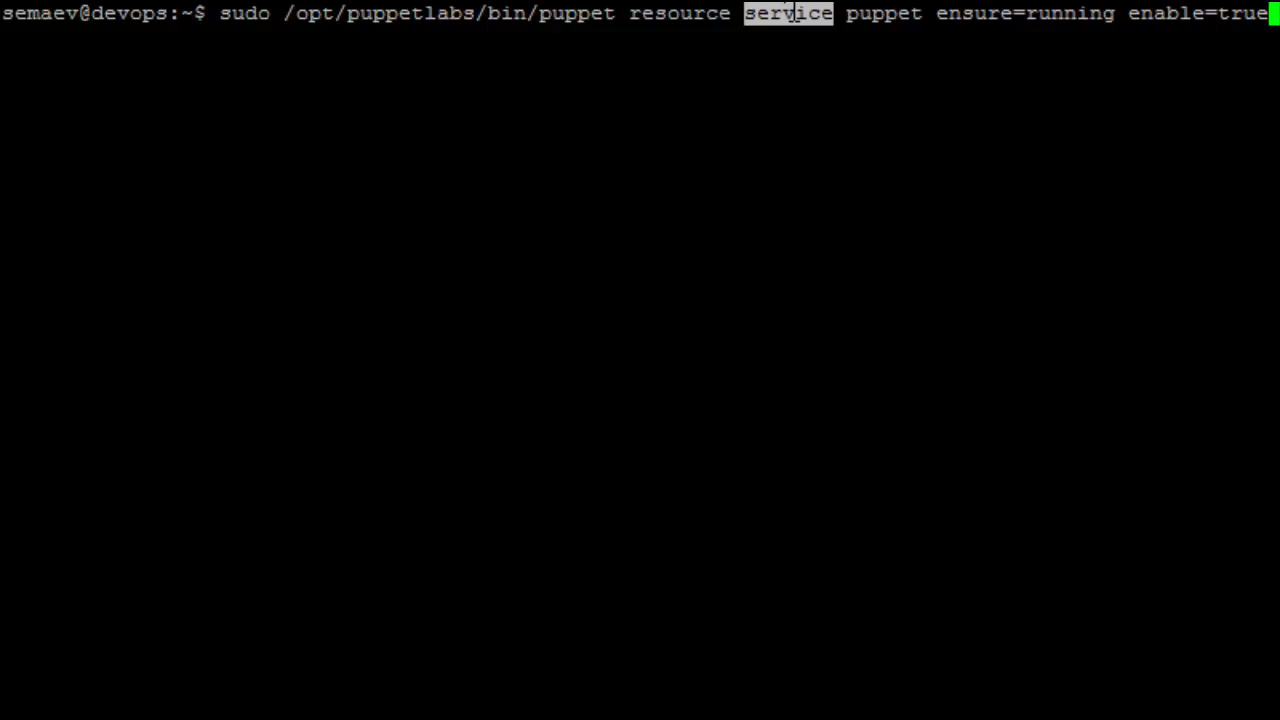 semaev@devops:~$ sudo /opt/puppetlabs/bin/puppet resource service puppet ensure=running enable=true